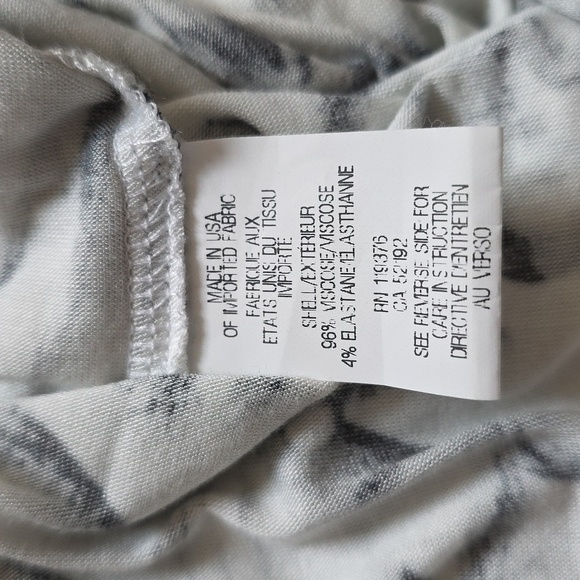 MADE IN USA
OF IMPORTED FABRIC
FABRIQUE AUX
ETATS UNIS DU TISSU
IMPORTE
SHELL/EXTÉRIEUR
96% VISCOSE/VISCOSE
4% ELASTANE/ELASTHANNE
RN 119376
CA 52192
SEE REVERSE SIDE FOR
CARE INSTRUCTION
DIRECTIVE D'ENTRETIEN
AU VERSO